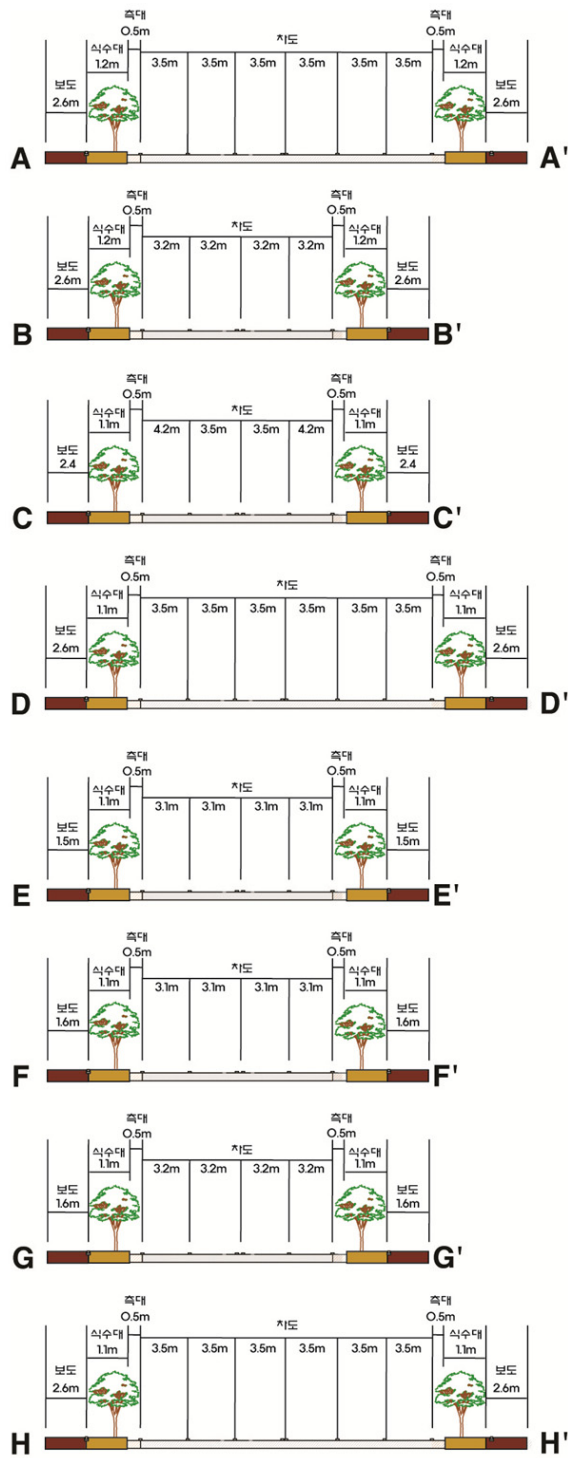 측대 측대
0.5m 차도 0.5m
식수대 식수대
1.2m 3.5m 3.5m 3.5m 3.5m 3.5m 3.5m 1.2m
보도 보도
2.6m 2.6m
A A'
측대 측대
0.5m 차도 0.5m
식수대 식수대
1.2m 3.2m 3.2m 3.2m 3.2m 1.2m
보도 보도
2.6m 2.6m
B B'
측대 측대
0.5m 차도 0.5m
식수대 식수대
1.1m 4.2m 3.5m 3.5m 4.2m 1.1m
보도 보도
2.4 2.4
C C'
측대 측대
0.5m 차도 0.5m
식수대 식수대
1.1m 3.5m 3.5m 3.5m 3.5m 3.5m 3.5m 1.1m
보도 보도
2.6m 2.6m
D D'
측대 측대
0.5m 차도 0.5m
식수대 식수대
1.1m 3.1m 3.1m 3.1m 3.1m 1.1m
보도 보도
1.5m 1.5m
E E'
측대 측대
0.5m 차도 0.5m
식수대 식수대
1.1m 3.1m 3.1m 3.1m 3.1m 1.1m
보도 보도
1.6m 1.6m
F F'
측대 측대
0.5m 차도 0.5m
식수대 식수대
1.1m 3.2m 3.2m 3.2m 3.2m 1.1m
보도 보도
1.6m 1.6m
G G'
측대 측대
0.5m 차도 0.5m
식수대 식수대
1.1m 3.5m 3.5m 3.5m 3.5m 3.5m 3.5m 1.1m
보도 보도
2.6m 2.6m
H H'